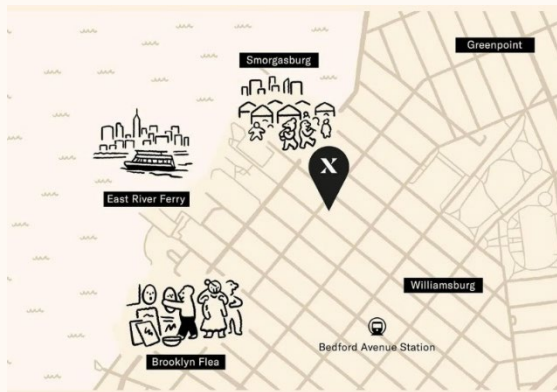 Greenpoint
Smorgasburg
X
East River Ferry
Williamsburg
Bedford Avenue Station
Brooklyn Flea